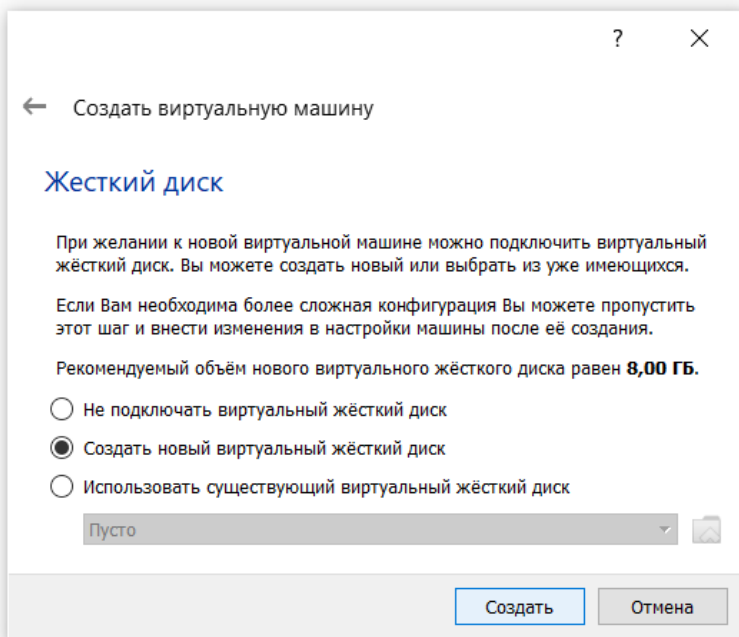 ?
Создать виртуальную машину
Жесткий диск
При желании к новой виртуальной машине можно подключить виртуальный
жёсткий диск. Вы можете создать новый или выбрать из уже имеющихся.
Если Вам необходима более сложная конфигурация Вы можете пропустить
этот шаг и внести изменения в настройки машины после её создания.
Рекомендуемый объём нового виртуального жёсткого диска равен 8,00 ГБ.
Не подключать виртуальный жёсткий диск
Создать новый виртуальный жёсткий диск
Использовать существующий виртуальный жёсткий диск
Пусто
Создать
Отмена